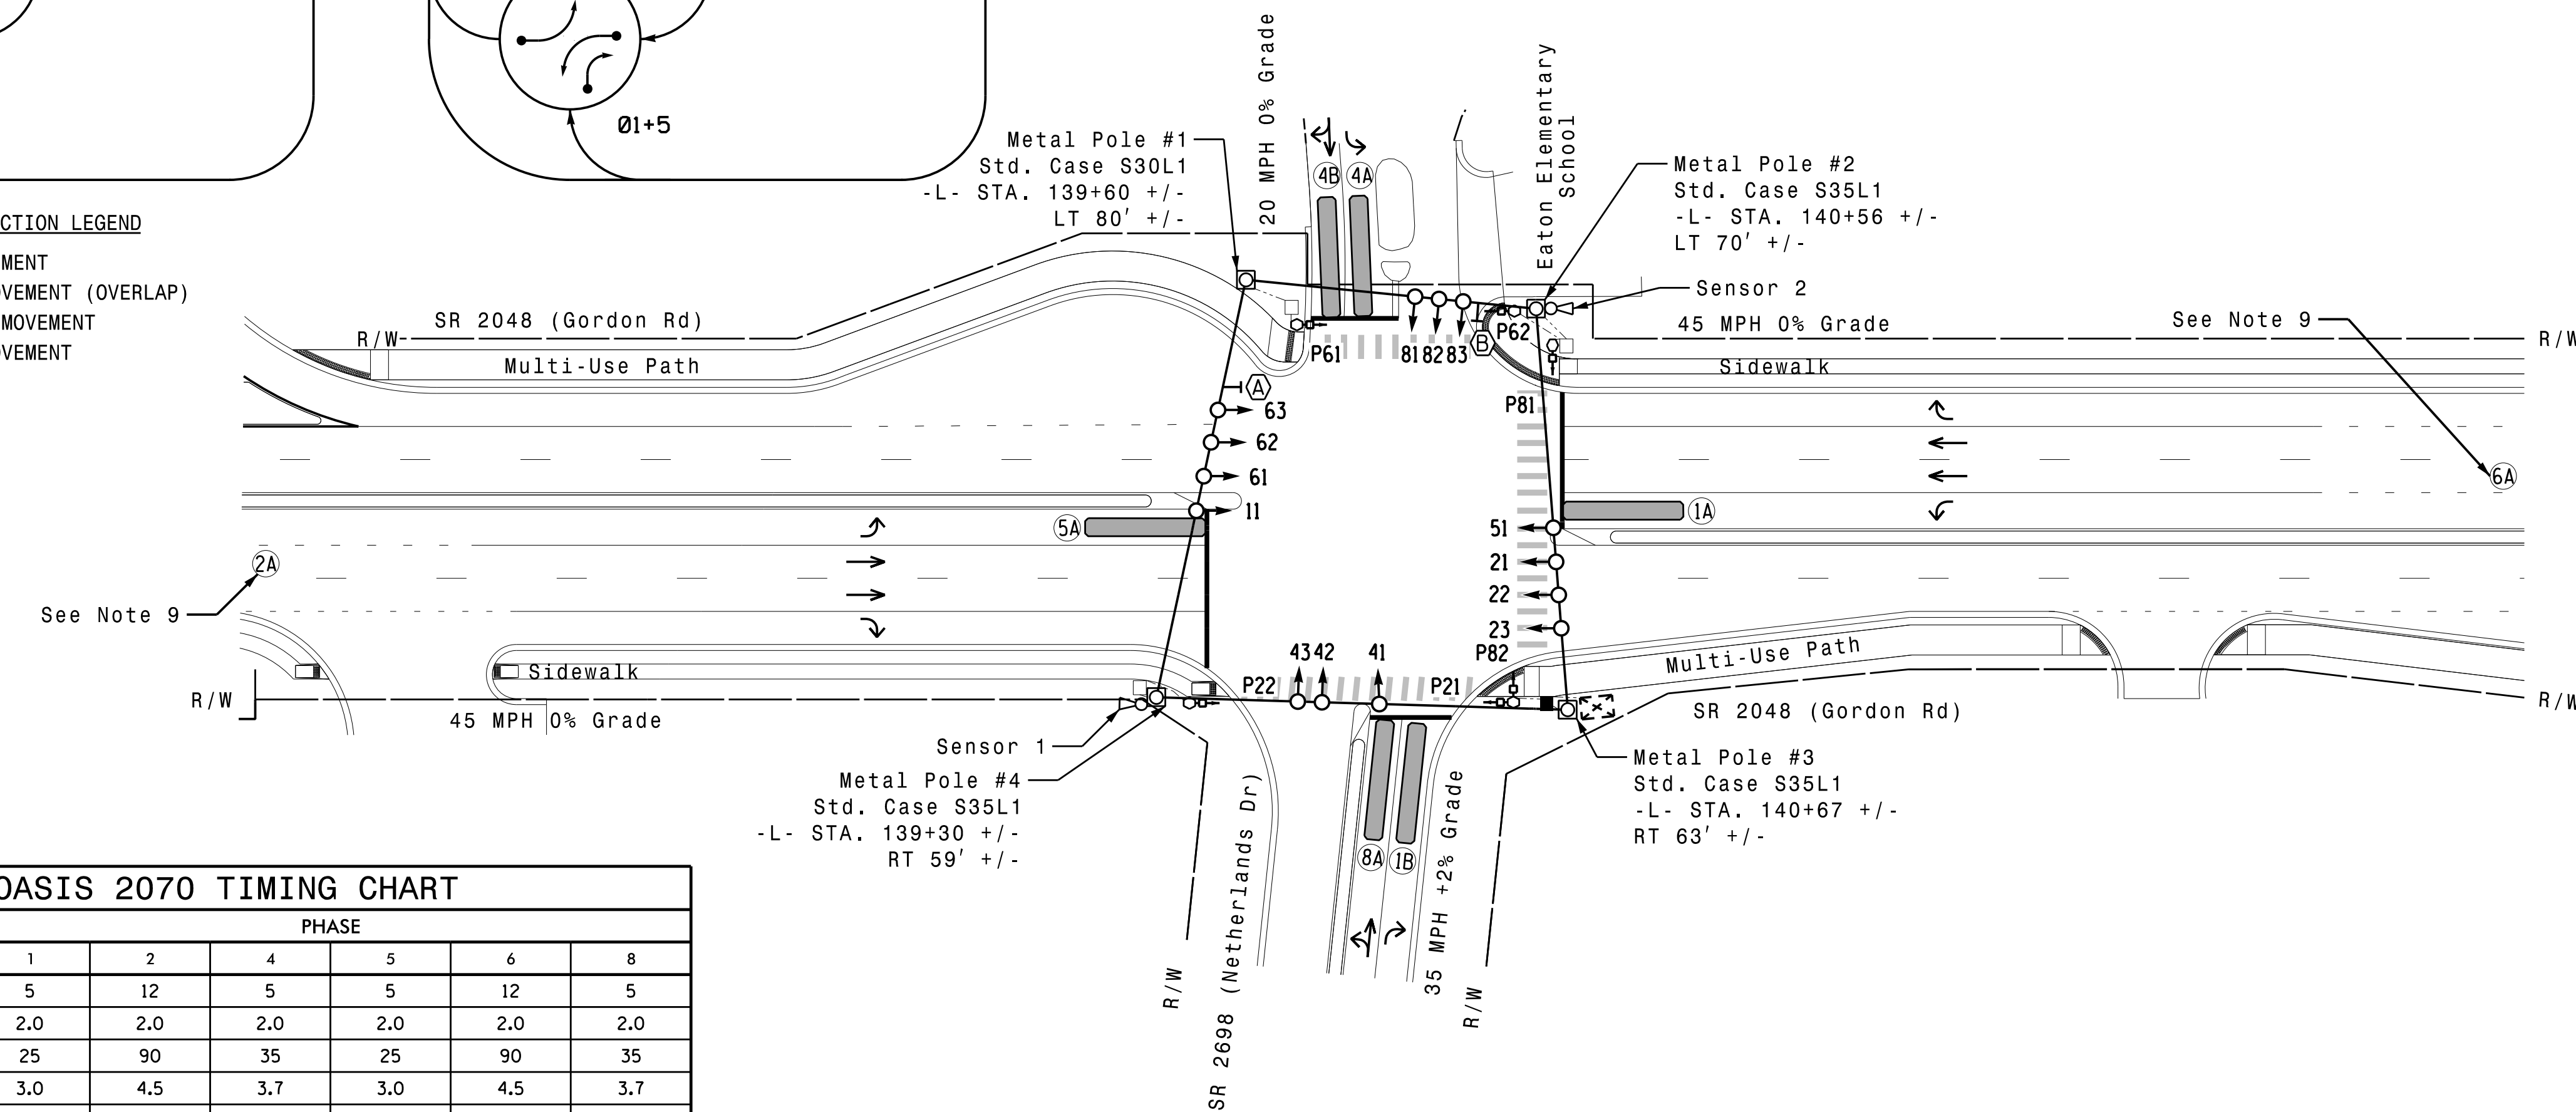 Ø1+5
CTION LEGEND
MENT
VEMENT (OVERLAP)
MOVEMENT
VEMENT
Metal Pole #1
Std. Case S30L1
-L- STA. 139+60 +/-
LT 80' +/-
20 MPH 0% Grade
4B
4A
Eaton Elementary
School
Metal Pole #2
Std. Case S35L1
-L- STA. 140+56 +/-
LT 70' +/-
Sensor 2
45 MPH 0% Grade
See Note 9
R/W
SR 2048 (Gordon Rd)
R/W
Multi-Use Path
P61
81
82
83
B
P62
Sidewalk
A
63
62
61
11
P81
6A
5A
1A
51
21
22
23
2A
See Note 9
Sidewalk
R/W
45 MPH 0% Grade
P22
43
42
41
P21
P82
Multi-Use Path
SR 2048 (Gordon Rd)
R/W
Sensor 1
Metal Pole #4
Std. Case S35L1
-L- STA. 139+30 +/-
RT 59' +/-
Metal Pole #3
Std. Case S35L1
-L- STA. 140+67 +/-
RT 63' +/-
8A
1B
R/W
SR 2698 (Netherlands Dr)
35 MPH +2% Grade
R/W
OASIS 2070 TIMING CHART
PHASE
1 2 4 5 6 8
5 12 5 5 12 5
2.0 2.0 2.0 2.0 2.0 2.0
25 90 35 25 90 35
3.0 4.5 3.7 3.0 4.5 3.7